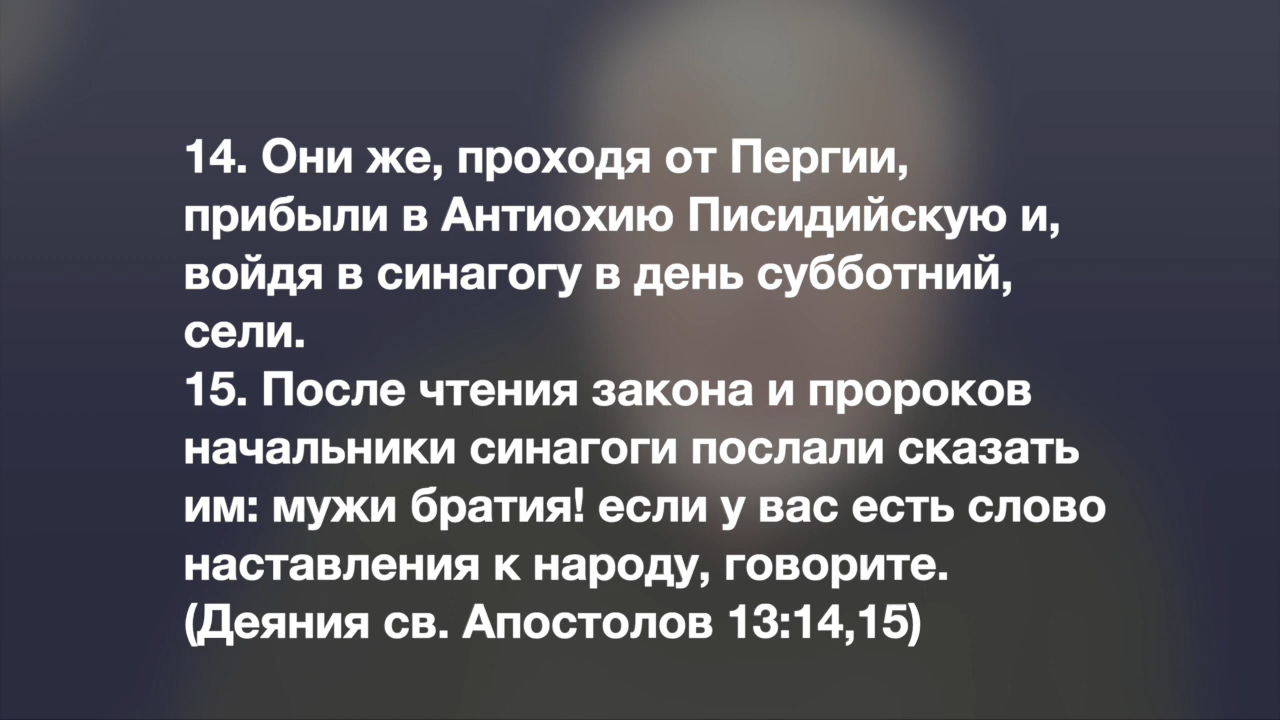 14. Они же, проходя от Пергии,
прибыли в Антиохию Писидийскую и,
войдя в синагогу в день субботний,
сели.
15. После чтения закона и пророков
начальники синагоги послали сказать
им: мужи братия! если у вас есть слово
наставления к народу, говорите.
(Деяния св. Апостолов 13:14,15)